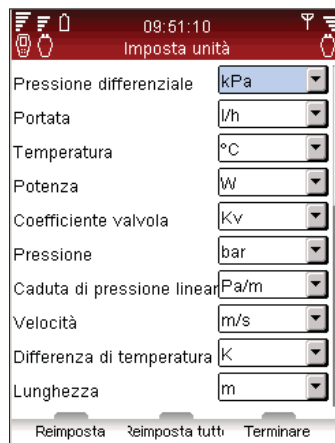 09:51:10
Imposta unità
Pressione differenziale kPa
Portata l/h
Temperatura °C
Potenza W
Coefficiente valvola Kv
Pressione bar
Caduta di pressione linear Pa/m
Velocità m/s
Differenza di temperatura K
Lunghezza m
Reimposta Reimposta tutti Terminare